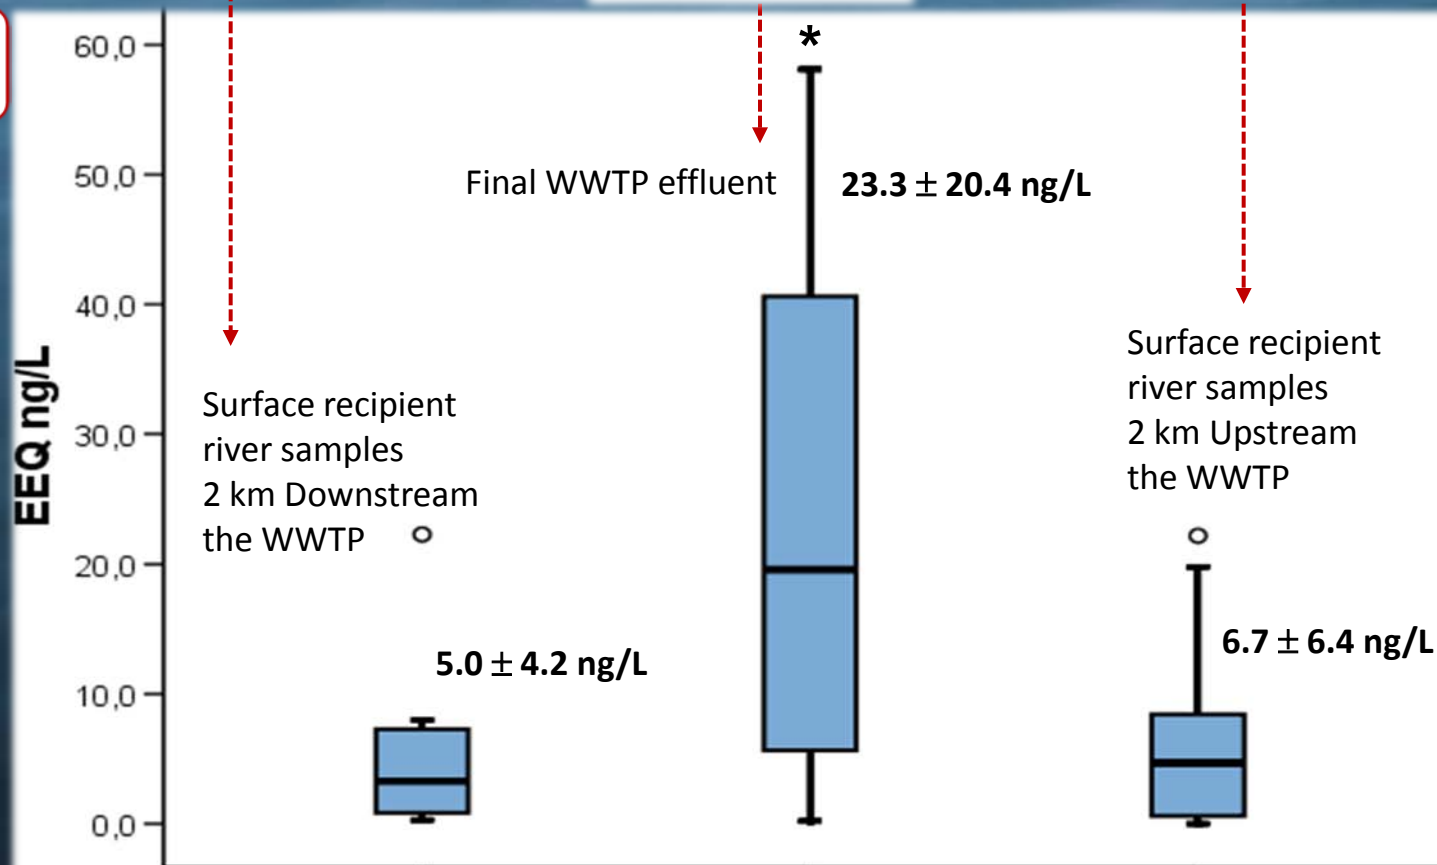 60,0
*
50,0
Final WWTP effluent
23.3 ± 20.4 ng/L
40,0
EEQ ng/L
30,0
20,0
10,0
0,0
Surface recipient
river samples
2 km Downstream
the WWTP
5.0 ± 4.2 ng/L
Surface recipient
river samples
2 km Upstream
the WWTP
6.7 ± 6.4 ng/L